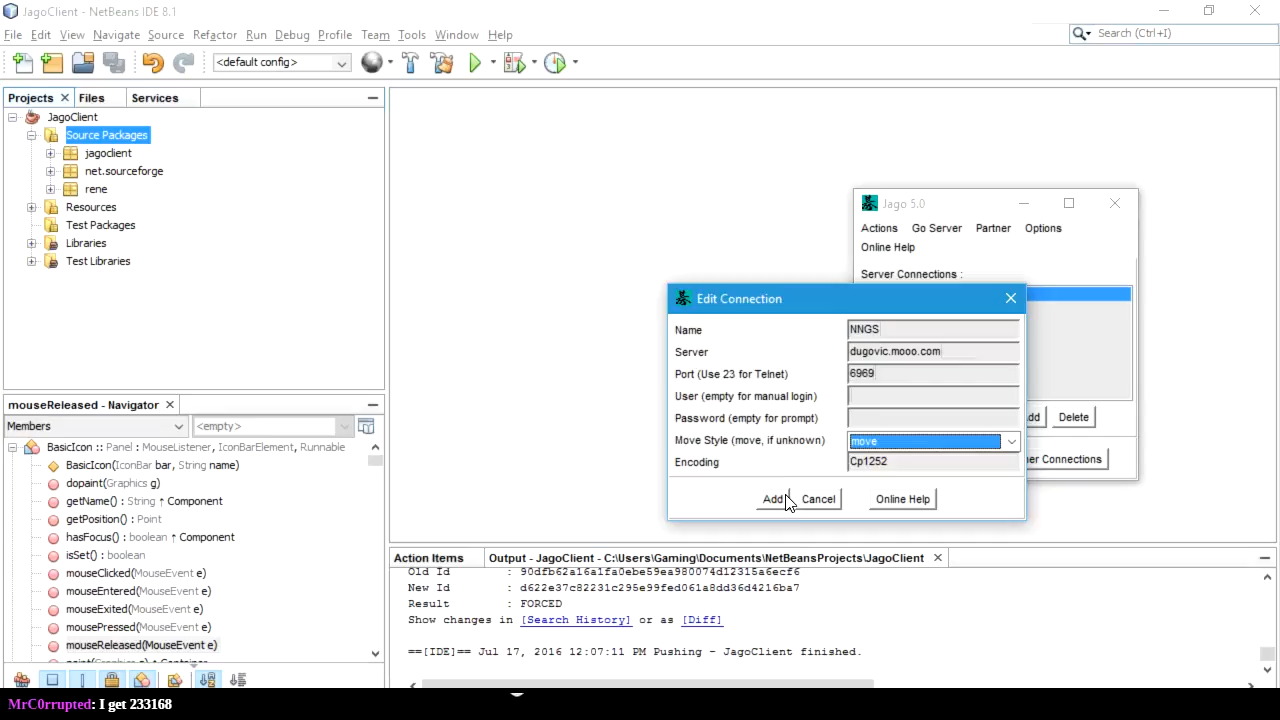 JagoClient - NetBeans IDE 8.1
File Edit View Navigate Source Refactor Run Debug Profile Team Tools Window Help
Search (Ctrl+I)
<default config>
Projects Files Services
JagoClient
Source Packages
jagoclient
net.sourceforge
rene
Resources
Test Packages
Libraries
Test Libraries
Jago 5.0
Actions Go Server Partner Options
Online Help
Server Connections :
Delete
Connections
Edit Connection
Name NNGS
Server dugovic.mooo.com
Port (Use 23 for Telnet) 6969
User (empty for manual login)
Password (empty for prompt)
Move Style (move, if unknown) move
Encoding Cp1252
Add Cancel Online Help
mouseReleased - Navigator
Members <empty>
BasicIcon :: Panel : MouseListener, IconBarElement, Runnable
BasicIcon(IconBar bar, String name)
dopaint(Graphics g)
getName() : String ↑ Component
getPosition() : Point
hasFocus() : boolean ↑ Component
isSet() : boolean
mouseClicked(MouseEvent e)
mouseEntered(MouseEvent e)
mouseExited(MouseEvent e)
mousePressed(MouseEvent e)
mouseReleased(MouseEvent e)
paint(Graphics g) ↑ Container
Action Items Output - JagoClient - C:\Users\Gaming\Documents\NetBeansProjects\JagoClient
Old Id : 90dfb62a16a1fa0ebe59ea980074d12315a6ecf6
New Id : d622e37c82231c295e99fed061a8dd36d4216ba7
Result : FORCED
Show changes in [Search History] or as [Diff]
==[IDE]== Jul 17, 2016 12:07:11 PM Pushing - JagoClient finished.
MrC0rrupted: I get 233168